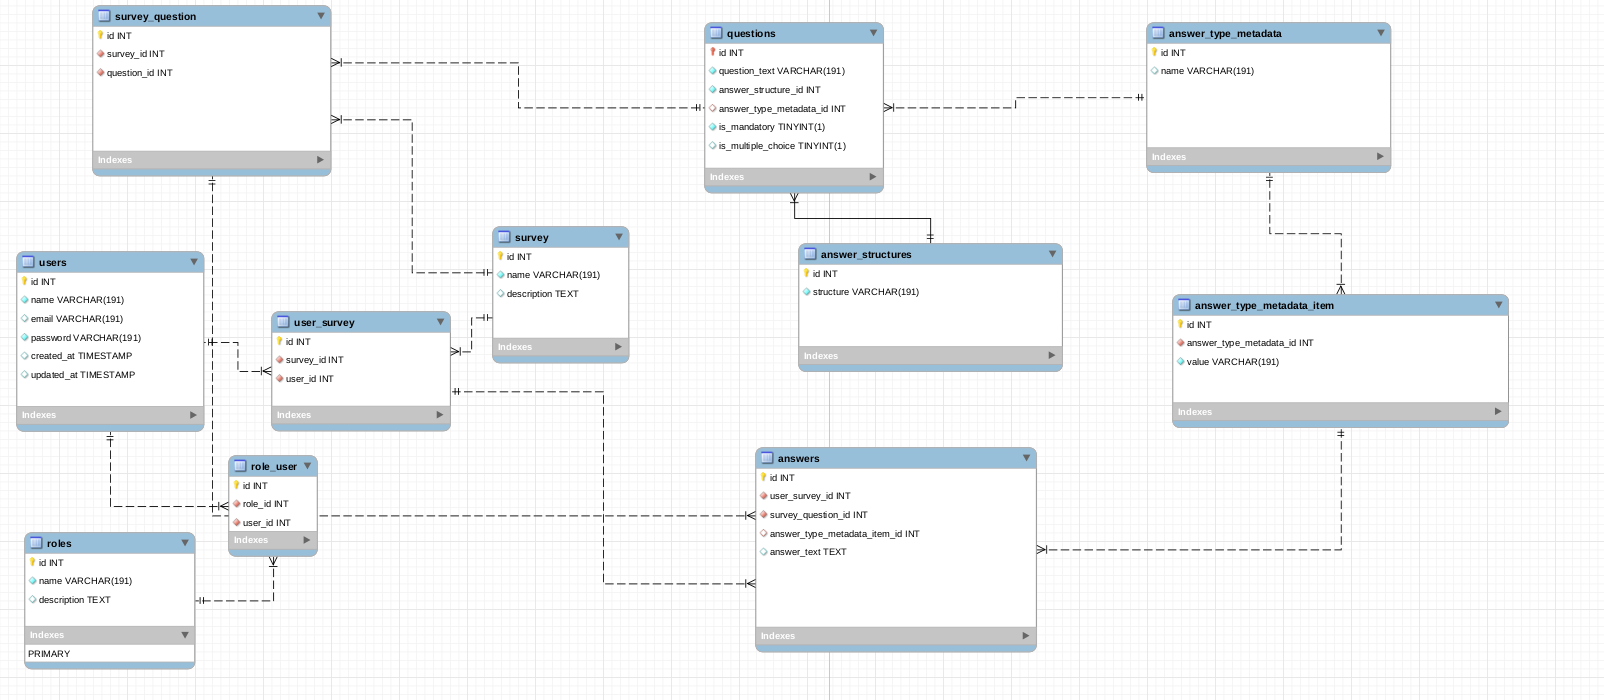 survey_question
id INT
survey_id INT
question_id INT
Indexes
questions
id INT
question_text VARCHAR(191)
answer_structure_id INT
answer_type_metadata_id INT
is_mandatory TINYINT(1)
is_multiple_choice TINYINT(1)
Indexes
answer_type_metadata
id INT
name VARCHAR(191)
Indexes
survey
id INT
name VARCHAR(191)
description TEXT
Indexes
answer_structures
id INT
structure VARCHAR(191)
Indexes
users
id INT
name VARCHAR(191)
email VARCHAR(191)
password VARCHAR(191)
created_at TIMESTAMP
updated_at TIMESTAMP
Indexes
user_survey
id INT
survey_id INT
user_id INT
Indexes
answer_type_metadata_item
id INT
answer_type_metadata_id INT
value VARCHAR(191)
Indexes
role_user
id INT
role_id INT
user_id INT
Indexes
answers
id INT
user_survey_id INT
survey_question_id INT
answer_type_metadata_item_id INT
answer_text TEXT
Indexes
roles
id INT
name VARCHAR(191)
description TEXT
Indexes
PRIMARY